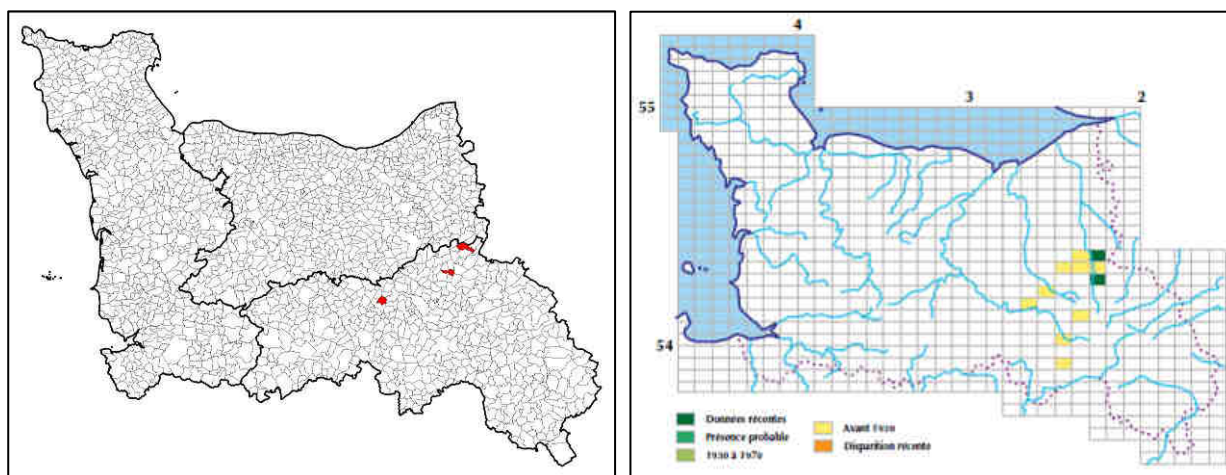 4
3
2
55
54
Données récentes
Présence probable
1930 à 1970
Avant 1930
Disparition récente